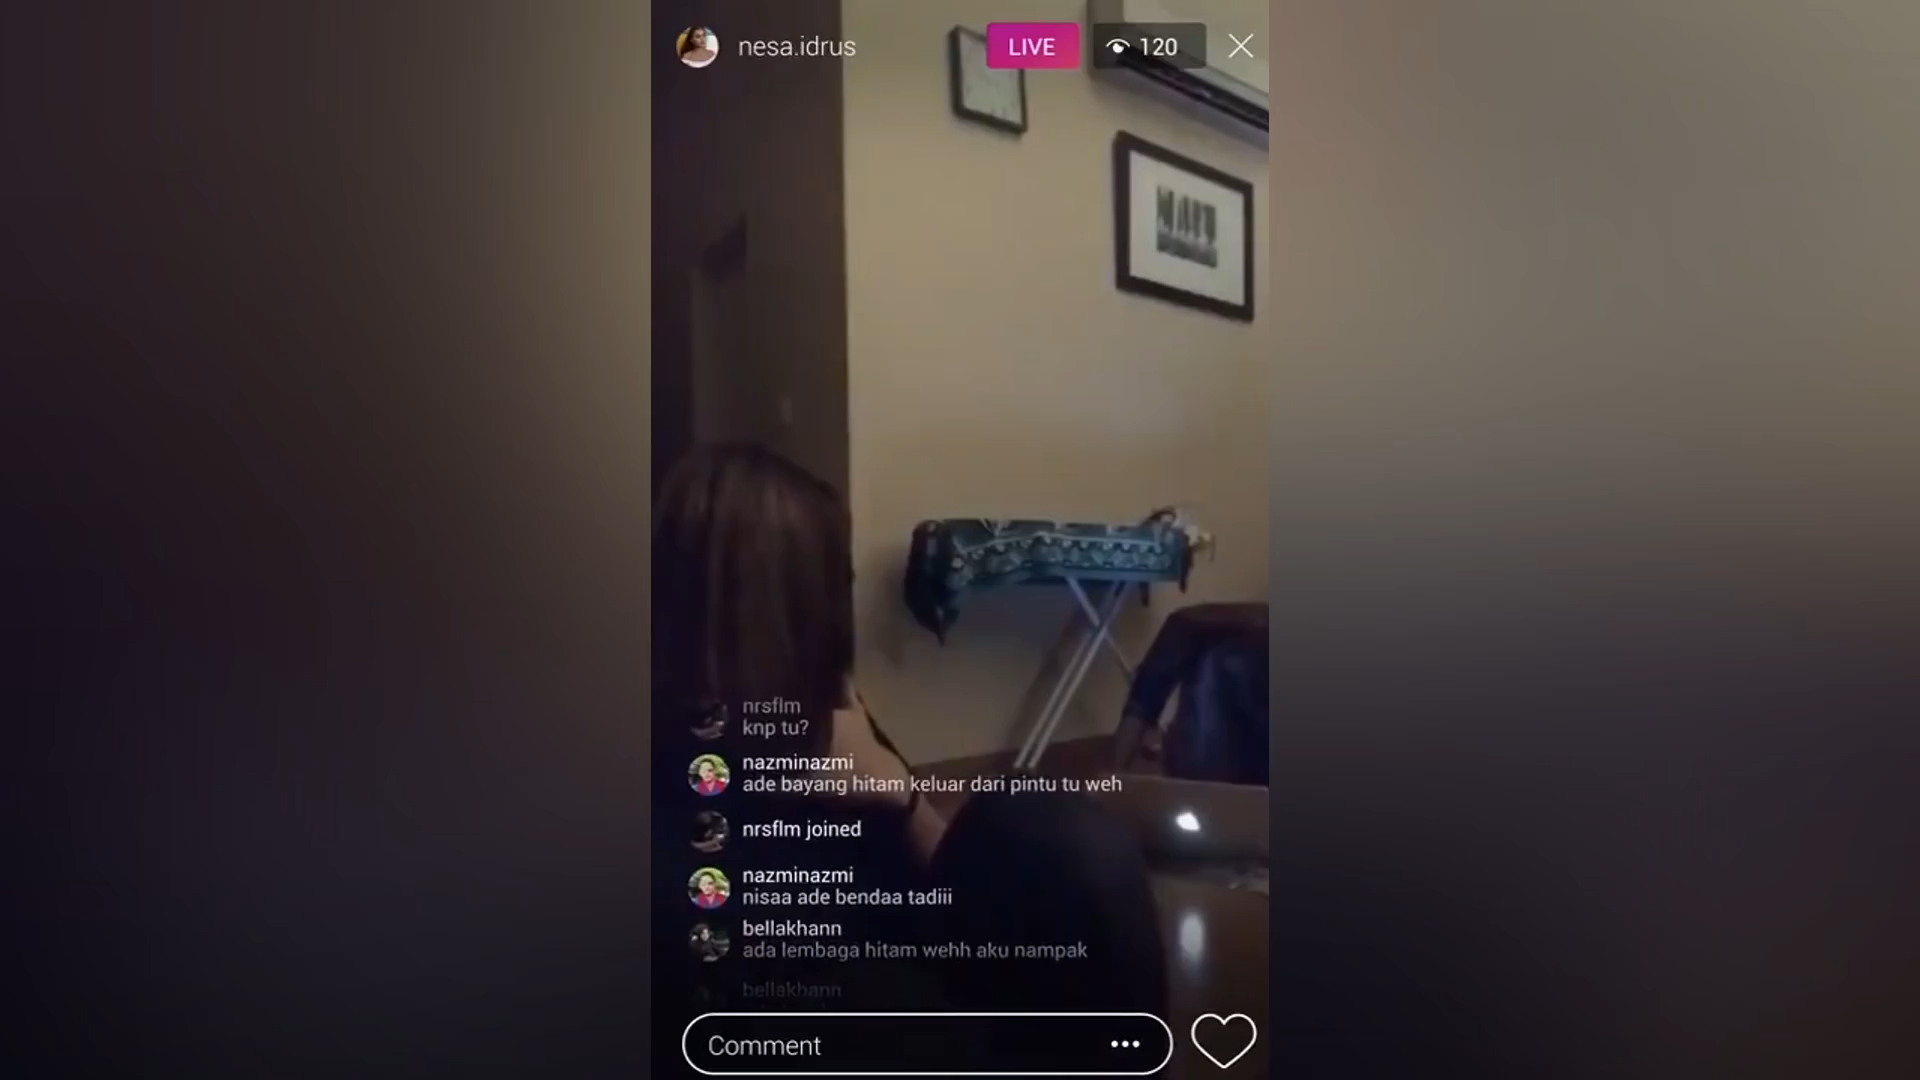 nesa.idrus
LIVE
120
nrsflm
knp tu?
nazminazmi
ade bayang hitam keluar dari pintu tu weh
nrsflm joined
nazminazmi
nisaa ade bendaa tadiii
bellakhann
ada lembaga hitam wehh aku nampak
bellakhann
Comment